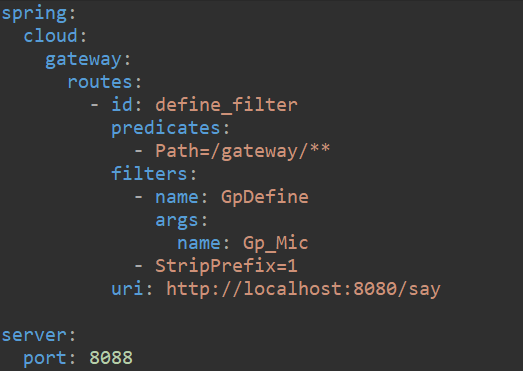 spring:
  cloud:
    gateway:
      routes:
        - id: define_filter
          predicates:
            - Path=/gateway/**
          filters:
            - name: GpDefine
              args:
                name: Gp_Mic
            - StripPrefix=1
          uri: http://localhost:8080/say
server:
  port: 8088